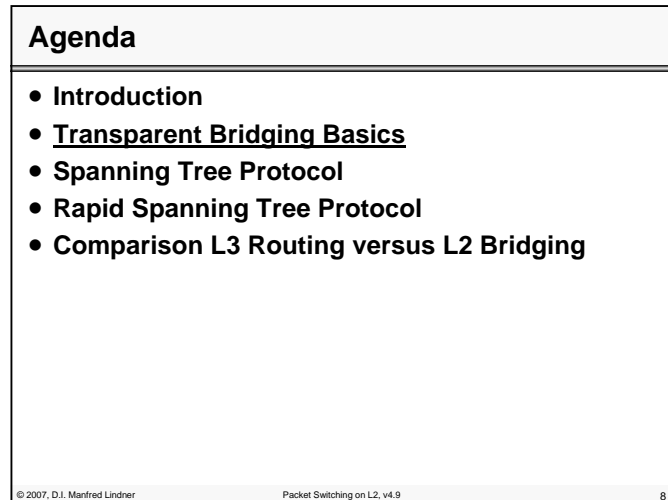 Agenda
• Introduction
• Transparent Bridging Basics
• Spanning Tree Protocol
• Rapid Spanning Tree Protocol
• Comparison L3 Routing versus L2 Bridging
© 2007, D.I. Manfred Lindner Packet Switching on L2, v4.9 8